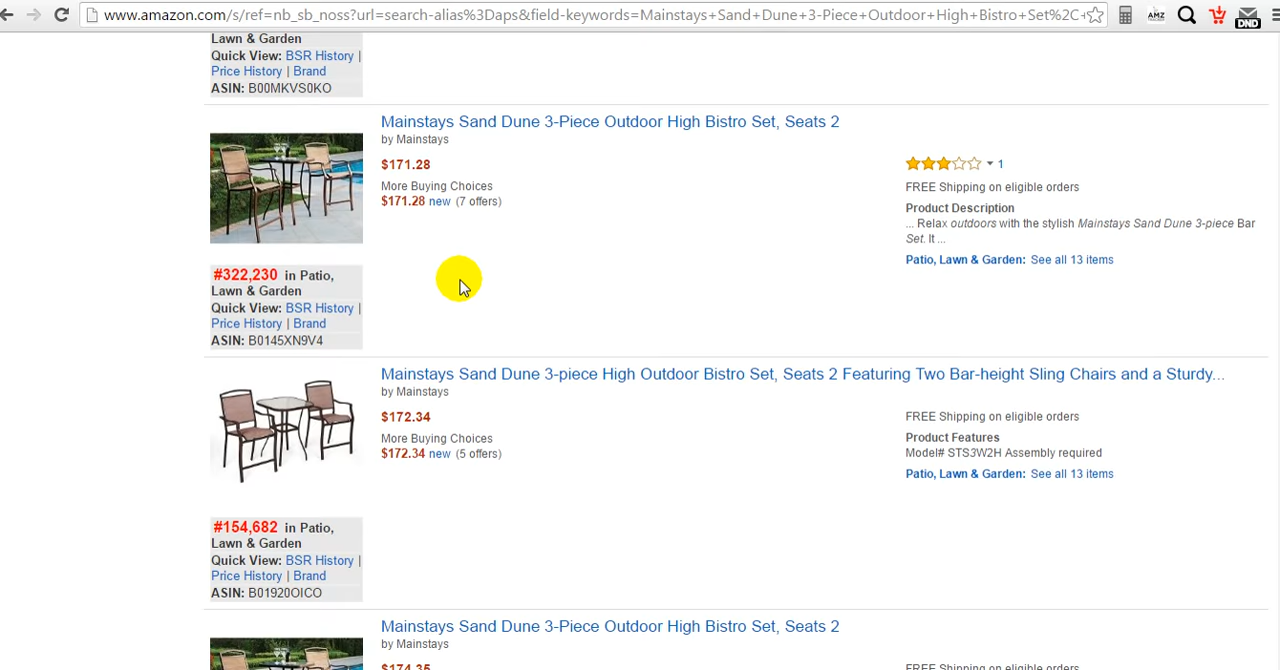 www.amazon.com/s/ref=nb_sb_noss?url=search-alias%3Daps&field-keywords=Mainstays+Sand+Dune+3-Piece+Outdoor+High+Bistro+Set%2C+
AMZ
DND
Lawn & Garden
Quick View: BSR History |
Price History | Brand
ASIN: B00MKVS0KO
Mainstays Sand Dune 3-Piece Outdoor High Bistro Set, Seats 2
by Mainstays
$171.28
More Buying Choices
$171.28 new (7 offers)
1
FREE Shipping on eligible orders
Product Description
... Relax outdoors with the stylish Mainstays Sand Dune 3-piece Bar
Set. It ...
Patio, Lawn & Garden: See all 13 items
#322,230 in Patio,
Lawn & Garden
Quick View: BSR History |
Price History | Brand
ASIN: B0145XN9V4
Mainstays Sand Dune 3-piece High Outdoor Bistro Set, Seats 2 Featuring Two Bar-height Sling Chairs and a Sturdy...
by Mainstays
$172.34
More Buying Choices
$172.34 new (5 offers)
FREE Shipping on eligible orders
Product Features
Model# STS3W2H Assembly required
Patio, Lawn & Garden: See all 13 items
#154,682 in Patio,
Lawn & Garden
Quick View: BSR History |
Price History | Brand
ASIN: B01920OICO
Mainstays Sand Dune 3-Piece Outdoor High Bistro Set, Seats 2
by Mainstays
$174.35
FREE Shipping on eligible orders